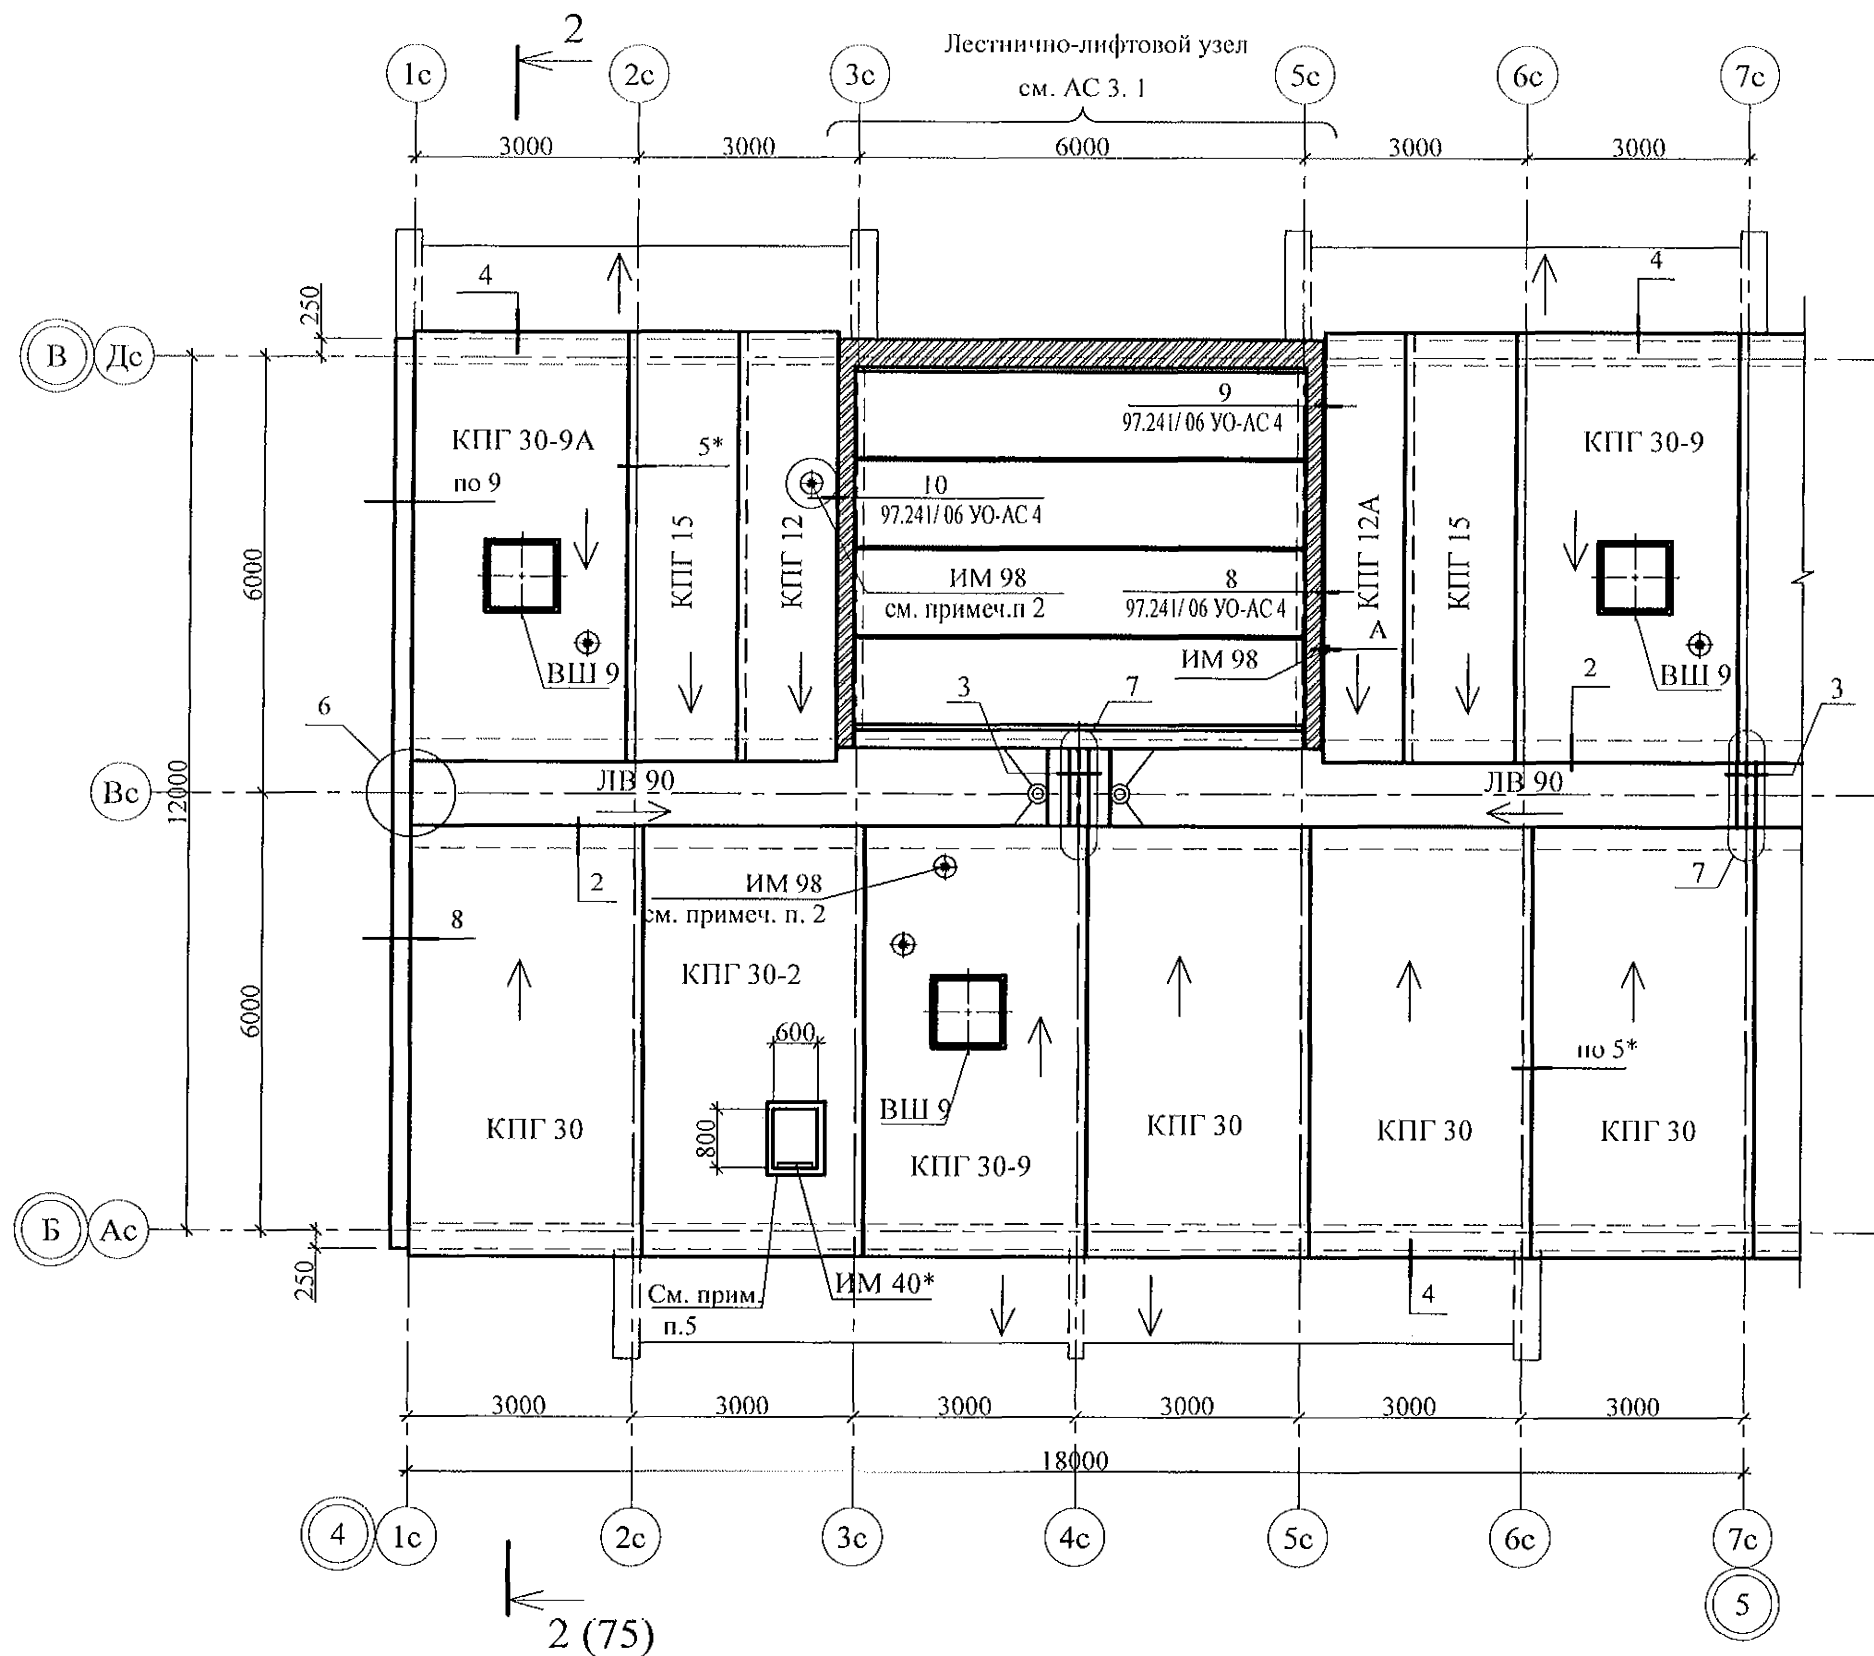 2
Лестнично-лифтовой узел
см. АС 3. 1
1с
2с
3с
5с
6с
7с
3000
3000
6000
3000
3000
4
4
250
В
Дс
9
97.241/ 06 УО-АС 4
КПГ 30-9А
5*
КПГ 30-9
по 9
10
97.241/ 06 УО-АС 4
КПГ 15
КПГ 12
КПГ 12А
КПГ 15
6000
ИМ 98
см. примеч.п 2
8
97.241/ 06 УО-АС 4
А
ИМ 98
ВШ 9
ВШ 9
2
3
7
3
6
12000
Вс
ЛВ 90
ЛВ 90
2
ИМ 98
см. примеч. п. 2
7
8
КПГ 30-2
6000
600
по 5*
800
ВШ 9
КПГ 30
КПГ 30-9
КПГ 30
КПГ 30
КПГ 30
Б
Ас
250
См. прим.
п.5
ИМ 40*
4
3000
3000
3000
3000
3000
3000
18000
4
1с
2с
3с
4с
5с
6с
7с
5
2 (75)